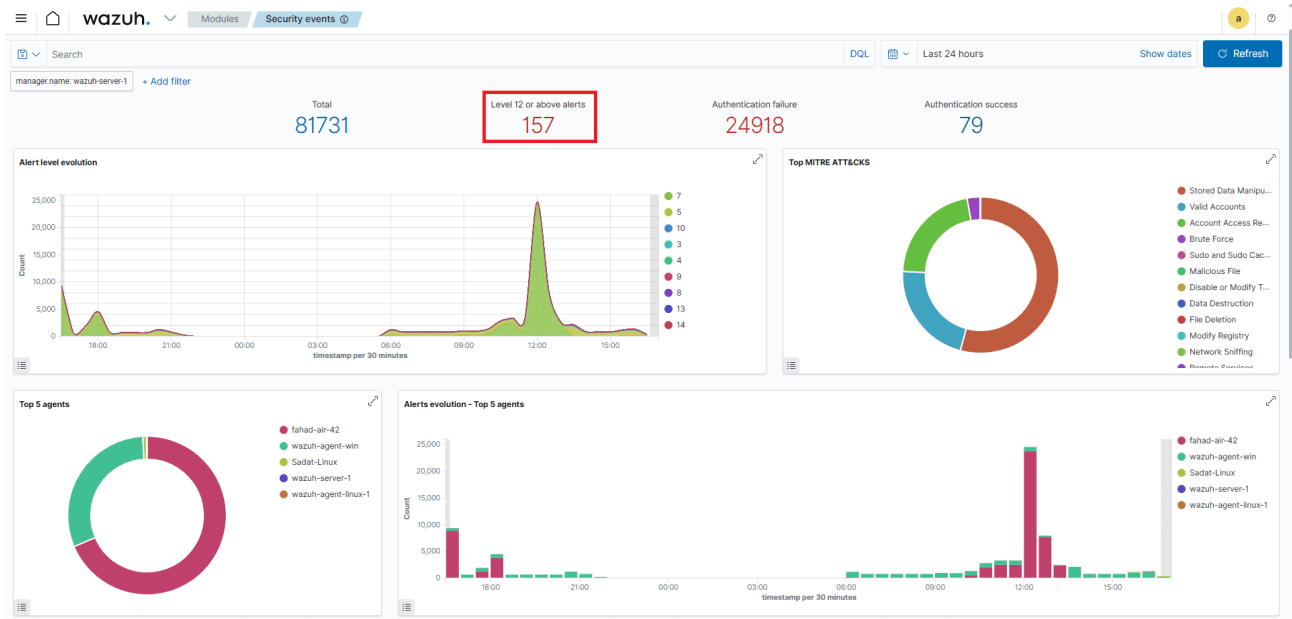 wazuh. Modules Security events
a
Search DQL Last 24 hours Show dates Refresh
manager.name: wazuh-server-1 + Add filter
Total
81731
Level 12 or above alerts
157
Authentication failure
24918
Authentication success
79
Alert level evolution
25,000
20,000
15,000
10,000
5,000
0
Count
18:00 21:00 00:00 03:00 06:00 09:00 12:00 15:00
timestamp per 30 minutes
7
5
10
3
4
9
8
13
14
Top MITRE ATT&CKS
Stored Data Manipu...
Valid Accounts
Account Access Re...
Brute Force
Sudo and Sudo Cac...
Malicious File
Disable or Modify T...
Data Destruction
File Deletion
Modify Registry
Network Sniffing
Remote Services
Top 5 agents
fahad-air-42
wazuh-agent-win
Sadat-Linux
wazuh-server-1
wazuh-agent-linux-1
Alerts evolution - Top 5 agents
25,000
20,000
15,000
10,000
5,000
0
Count
18:00 21:00 00:00 03:00 06:00 09:00 12:00 15:00
timestamp per 30 minutes
fahad-air-42
wazuh-agent-win
Sadat-Linux
wazuh-server-1
wazuh-agent-linux-1